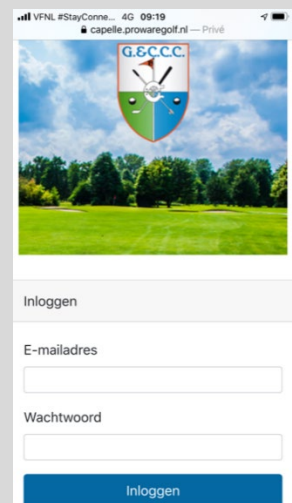 VFNL #StayConne... 4G 09:19
capelle.prowaregolf.nl — Privé
G.&C.C.C.
Inloggen
E-mailadres
Wachtwoord
Inloggen